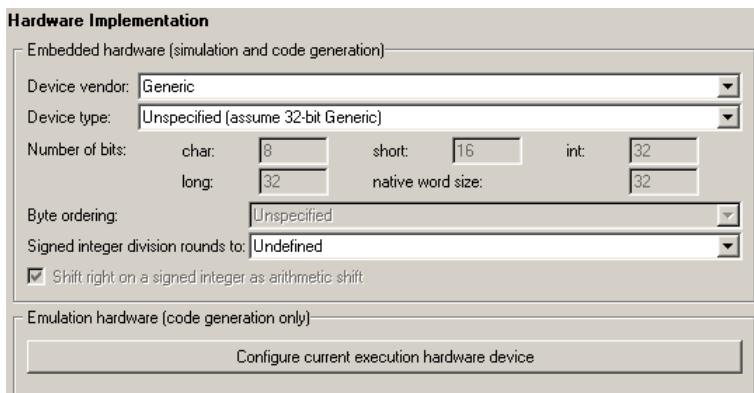 Hardware Implementation
Embedded hardware (simulation and code generation)
Device vendor: Generic
Device type: Unspecified (assume 32-bit Generic)
Number of bits: char: 8 short: 16 int: 32
long: 32 native word size: 32
Byte ordering: Unspecified
Signed integer division rounds to: Undefined
Shift right on a signed integer as arithmetic shift
Emulation hardware (code generation only)
Configure current execution hardware device